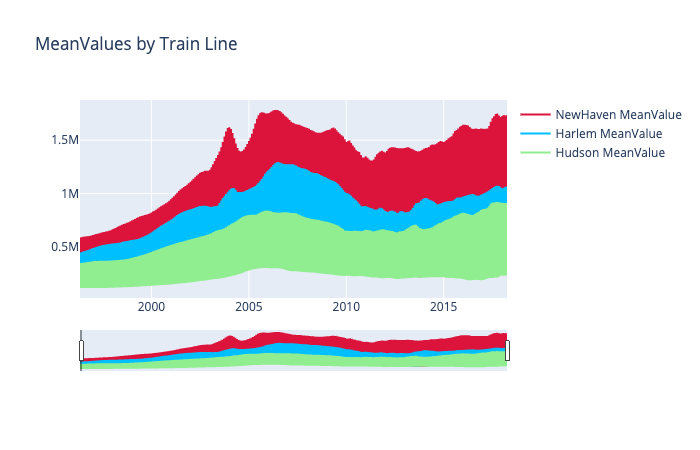 MeanValues by Train Line
NewHaven MeanValue
Harlem MeanValue
Hudson MeanValue
1.5M
1M
0.5M
2000 2005 2010 2015